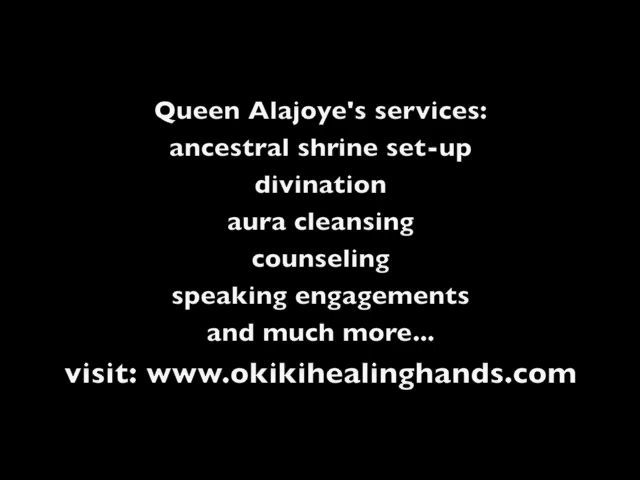 Queen Alajoye's services:
ancestral shrine set-up
divination
aura cleansing
counseling
speaking engagements
and much more...
visit: www.okikihealinghands.com